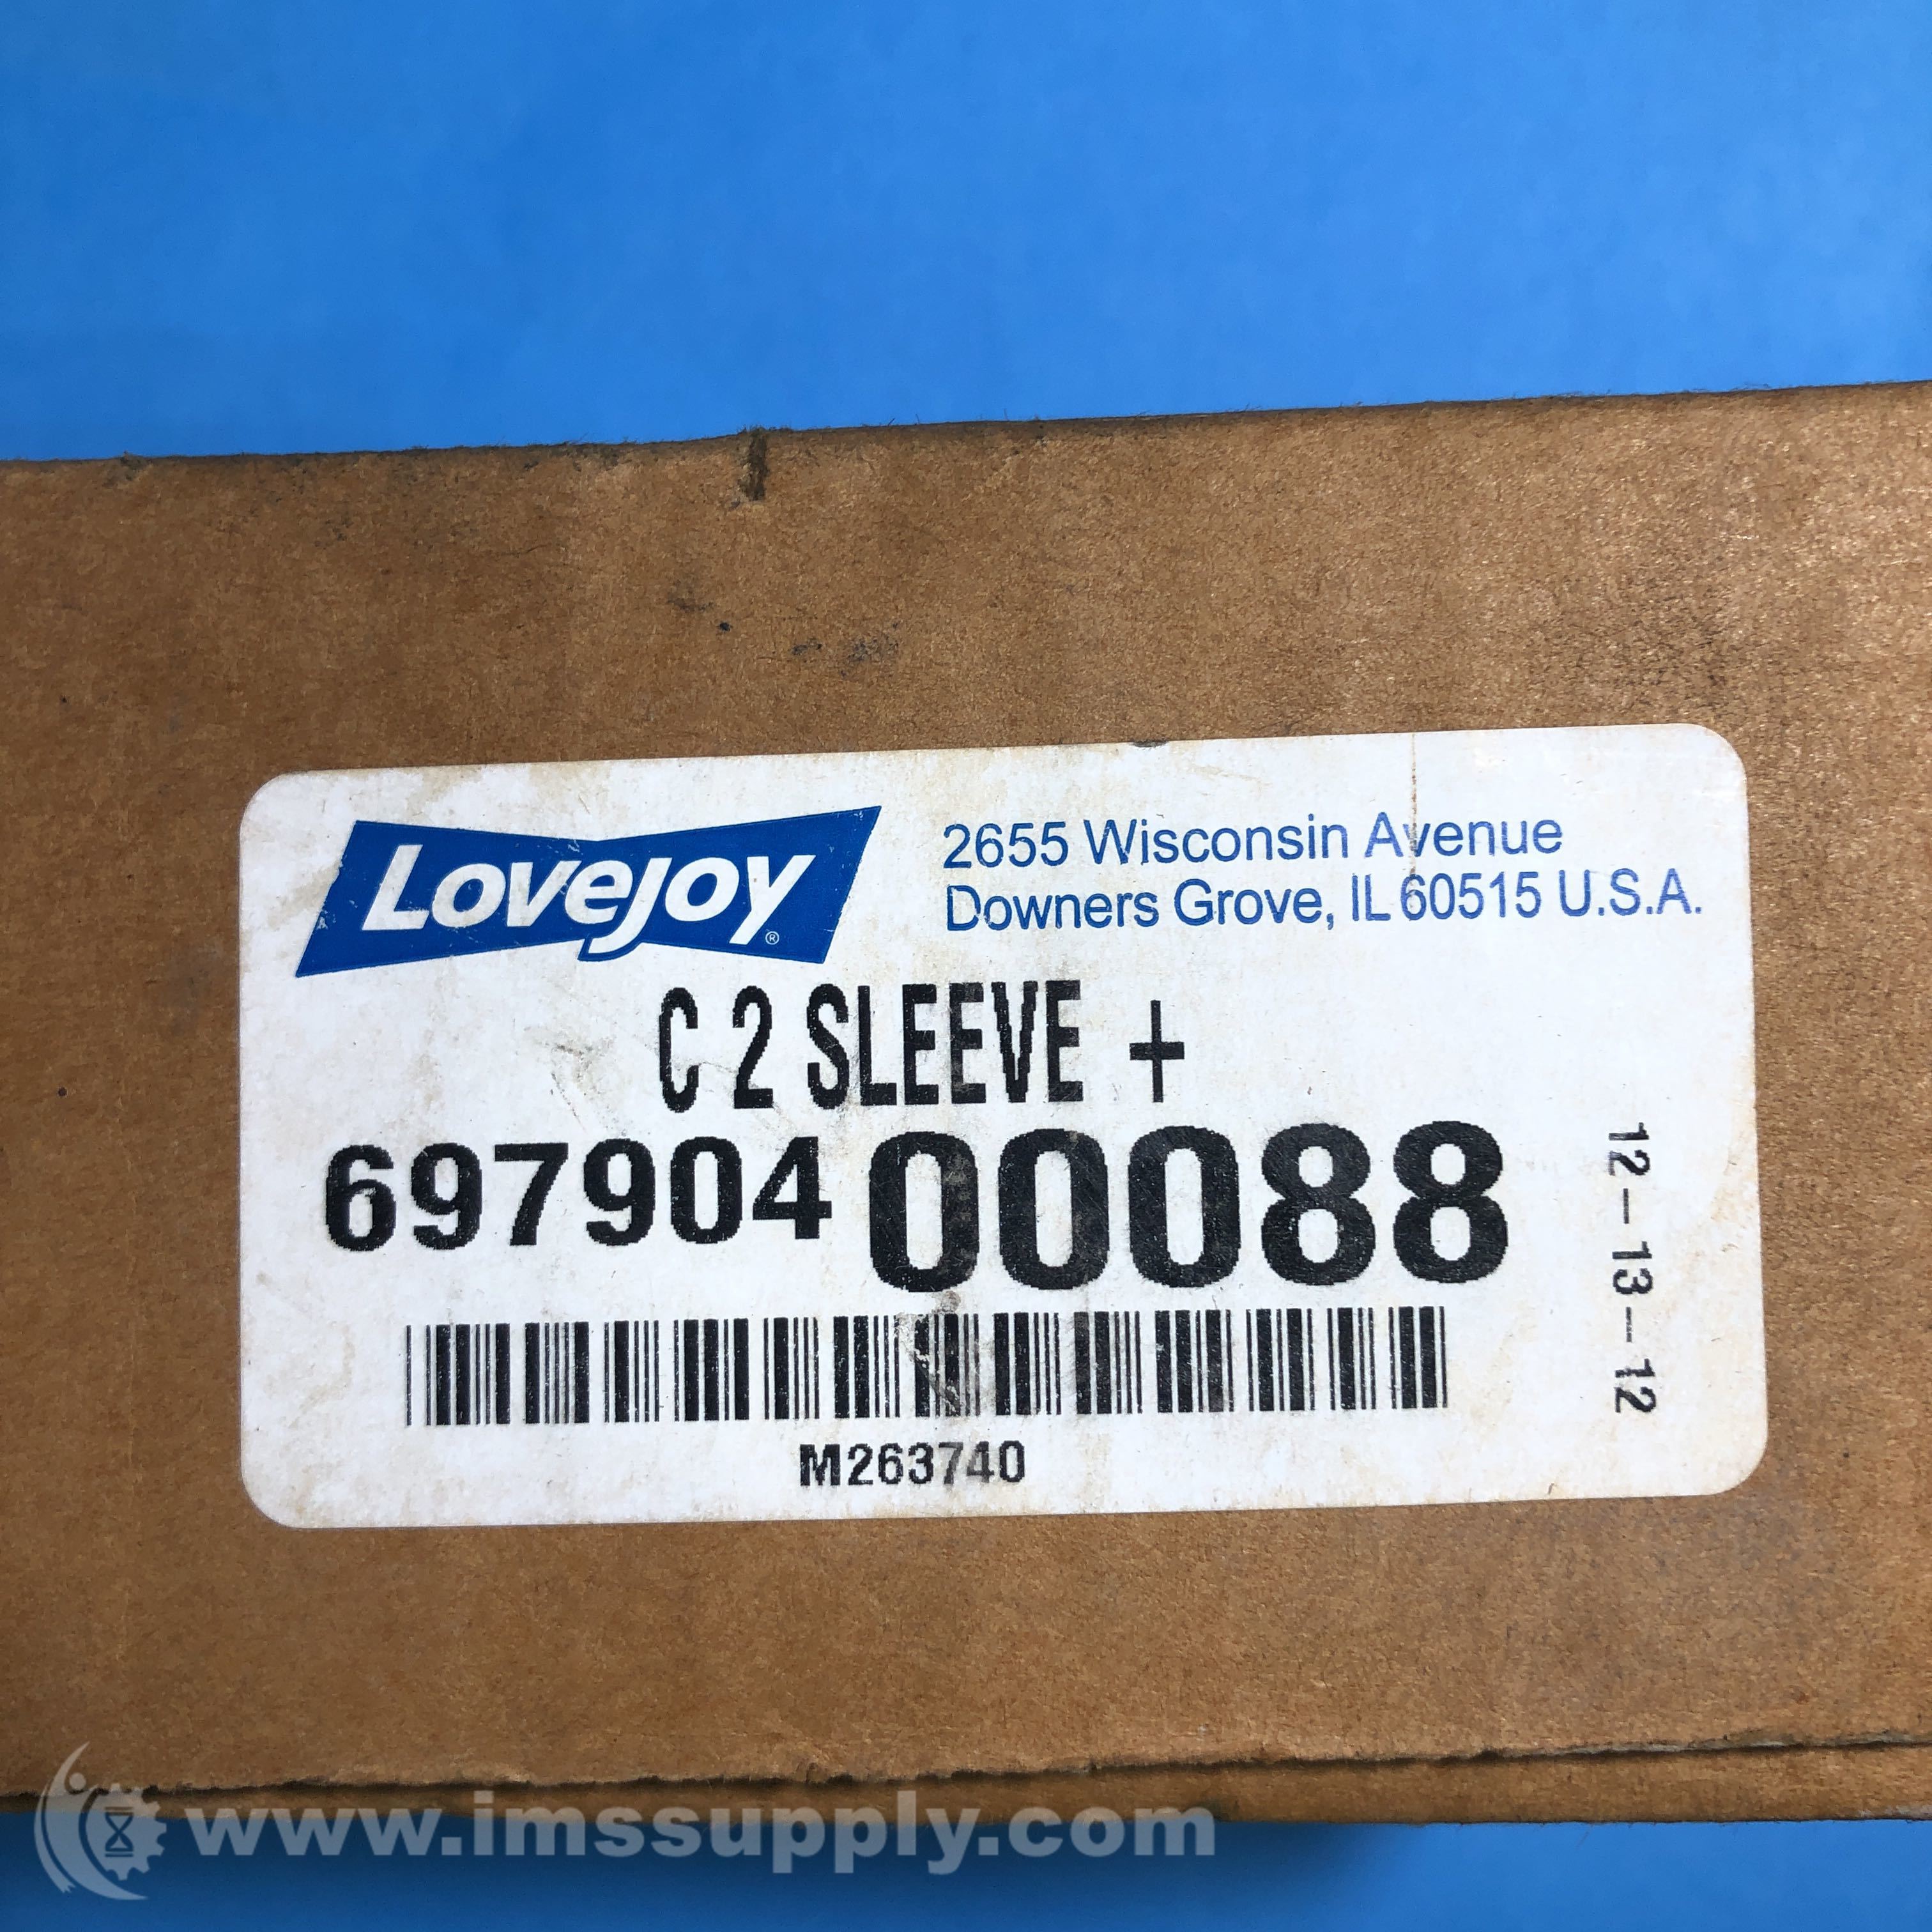 Lovejoy®
2655 Wisconsin Avenue
Downers Grove, IL 60515 U.S.A.
C 2 SLEEVE +
697904 00088
12-13-12
M263740
www.imssupply.com